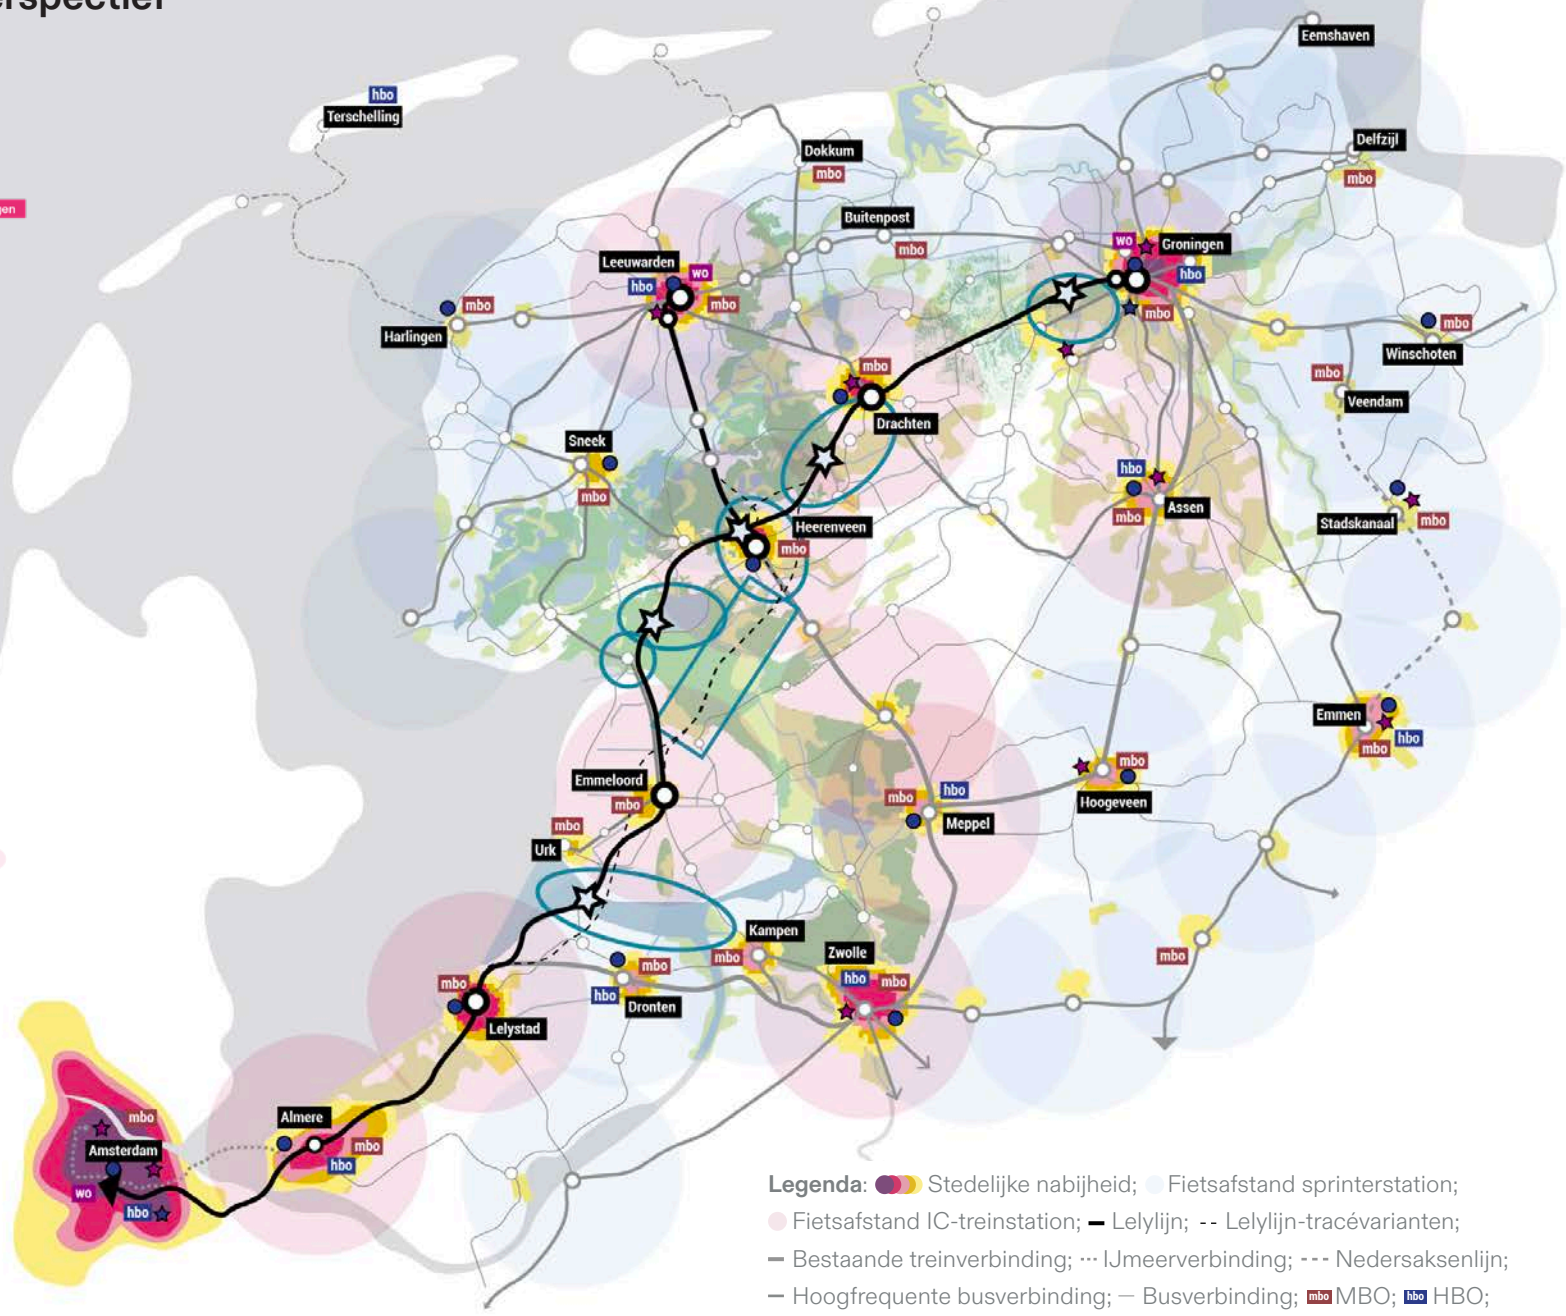 Eemshaven
hbo
Terschelling
Delfzijl
mbo
Dokkum
mbo
Buitenpost
mbo
wo
Groningen
hbo
mbo
Leeuwarden
wo
hbo
mbo
mbo
Harlingen
mbo
Winschoten
mbo
Veendam
mbo
Drachten
Sneek
mbo
hbo
mbo
Assen
Stadskanaal
mbo
Heerenveen
mbo
Emmen
hbo
mbo
Emmeloord
mbo
mbo
Urk
mbo
hbo
Meppel
mbo
Hoogeveen
Kampen
mbo
Zwolle
hbo
mbo
mbo
mbo
hbo
Dronten
mbo
Lelystad
Almere
mbo
hbo
mbo
Amsterdam
wo
hbo
Legenda: Stedelijke nabijheid; Fietsafstand sprinterstation;
Fietsafstand IC-treinstation; Lelylijn; Lelylijn-tracévarianten;
Bestaande treinverbinding; IJmeerverbinding; Nedersaksenlijn;
Hoogfrequente busverbinding; Busverbinding; mbo MBO; hbo HBO;